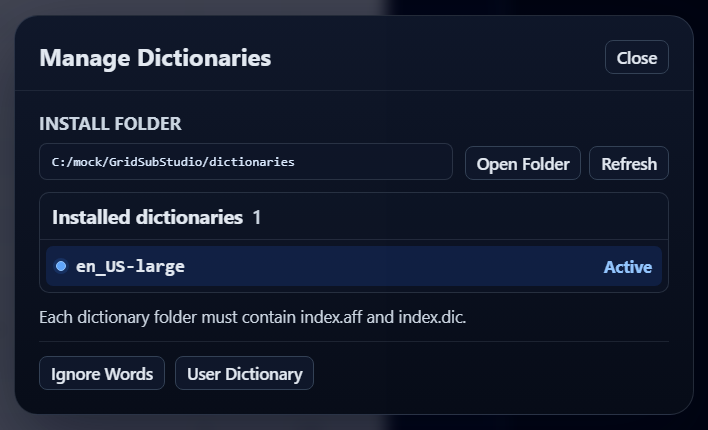 Manage Dictionaries
Close
INSTALL FOLDER
C:/mock/GridSubStudio/dictionaries
Open Folder
Refresh
Installed dictionaries 1
en_US-large
Active
Each dictionary folder must contain index.aff and index.dic.
Ignore Words
User Dictionary